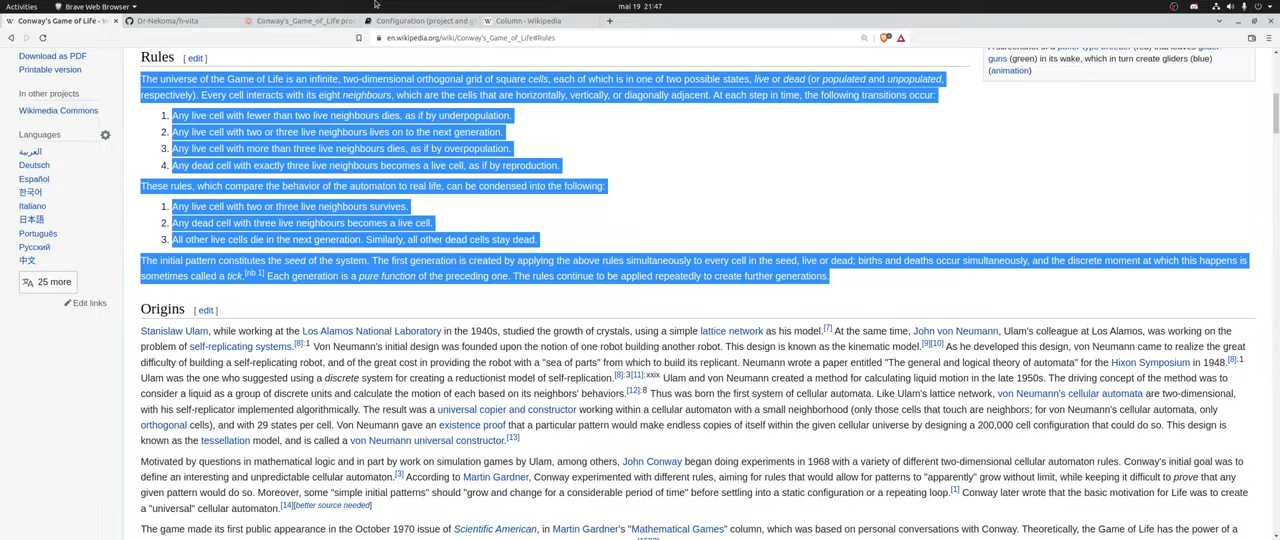 Activities
Brave Web Browser
mai 19 21:47
Conway's Game of Life - W
Dr-Nekoma/h-vita
Conway's_Game_of_Life pro
Configuration (project and g
Column - Wikipedia
en.wikipedia.org/wiki/Conway's_Game_of_Life#Rules
Download as PDF
Printable version
In other projects
Wikimedia Commons
Languages
العربية
Deutsch
Español
한국어
Italiano
日本語
Português
Русский
中文
25 more
Edit links
Rules [ edit ]
The universe of the Game of Life is an infinite, two-dimensional orthogonal grid of square cells, each of which is in one of two possible states, live or dead (or populated and unpopulated,
respectively). Every cell interacts with its eight neighbours, which are the cells that are horizontally, vertically, or diagonally adjacent. At each step in time, the following transitions occur:
1. Any live cell with fewer than two live neighbours dies, as if by underpopulation.
2. Any live cell with two or three live neighbours lives on to the next generation.
3. Any live cell with more than three live neighbours dies, as if by overpopulation.
4. Any dead cell with exactly three live neighbours becomes a live cell, as if by reproduction.
These rules, which compare the behavior of the automaton to real life, can be condensed into the following:
1. Any live cell with two or three live neighbours survives.
2. Any dead cell with three live neighbours becomes a live cell.
3. All other live cells die in the next generation. Similarly, all other dead cells stay dead.
The initial pattern constitutes the seed of the system. The first generation is created by applying the above rules simultaneously to every cell in the seed, live or dead; births and deaths occur simultaneously, and the discrete moment at which this happens is
sometimes called a tick.[nb 1] Each generation is a pure function of the preceding one. The rules continue to be applied repeatedly to create further generations.
A screenshot of a puffer-type breeder (red) that leaves glider
guns (green) in its wake, which in turn create gliders (blue)
(animation)
Origins [ edit ]
Stanislaw Ulam, while working at the Los Alamos National Laboratory in the 1940s, studied the growth of crystals, using a simple lattice network as his model.[7] At the same time, John von Neumann, Ulam's colleague at Los Alamos, was working on the
problem of self-replicating systems.[8]:1 Von Neumann's initial design was founded upon the notion of one robot building another robot. This design is known as the kinematic model.[9][10] As he developed this design, von Neumann came to realize the great
difficulty of building a self-replicating robot, and of the great cost in providing the robot with a "sea of parts" from which to build its replicant. Neumann wrote a paper entitled "The general and logical theory of automata" for the Hixon Symposium in 1948.[8]:1
Ulam was the one who suggested using a discrete system for creating a reductionist model of self-replication.[8]:3[11]:xxix Ulam and von Neumann created a method for calculating liquid motion in the late 1950s. The driving concept of the method was to
consider a liquid as a group of discrete units and calculate the motion of each based on its neighbors' behaviors.[12]:8 Thus was born the first system of cellular automata. Like Ulam's lattice network, von Neumann's cellular automata are two-dimensional,
with his self-replicator implemented algorithmically. The result was a universal copier and constructor working within a cellular automaton with a small neighborhood (only those cells that touch are neighbors; for von Neumann's cellular automata, only
orthogonal cells), and with 29 states per cell. Von Neumann gave an existence proof that a particular pattern would make endless copies of itself within the given cellular universe by designing a 200,000 cell configuration that could do so. This design is
known as the tessellation model, and is called a von Neumann universal constructor.[13]
Motivated by questions in mathematical logic and in part by work on simulation games by Ulam, among others, John Conway began doing experiments in 1968 with a variety of different two-dimensional cellular automaton rules. Conway's initial goal was to
define an interesting and unpredictable cellular automaton.[3] According to Martin Gardner, Conway experimented with different rules, aiming for rules that would allow for patterns to "apparently" grow without limit, while keeping it difficult to prove that any
given pattern would do so. Moreover, some "simple initial patterns" should "grow and change for a considerable period of time" before settling into a static configuration or a repeating loop.[1] Conway later wrote that the basic motivation for Life was to create
a "universal" cellular automaton.[14][better source needed]
The game made its first public appearance in the October 1970 issue of Scientific American, in Martin Gardner's "Mathematical Games" column, which was based on personal conversations with Conway. Theoretically, the Game of Life has the power of a